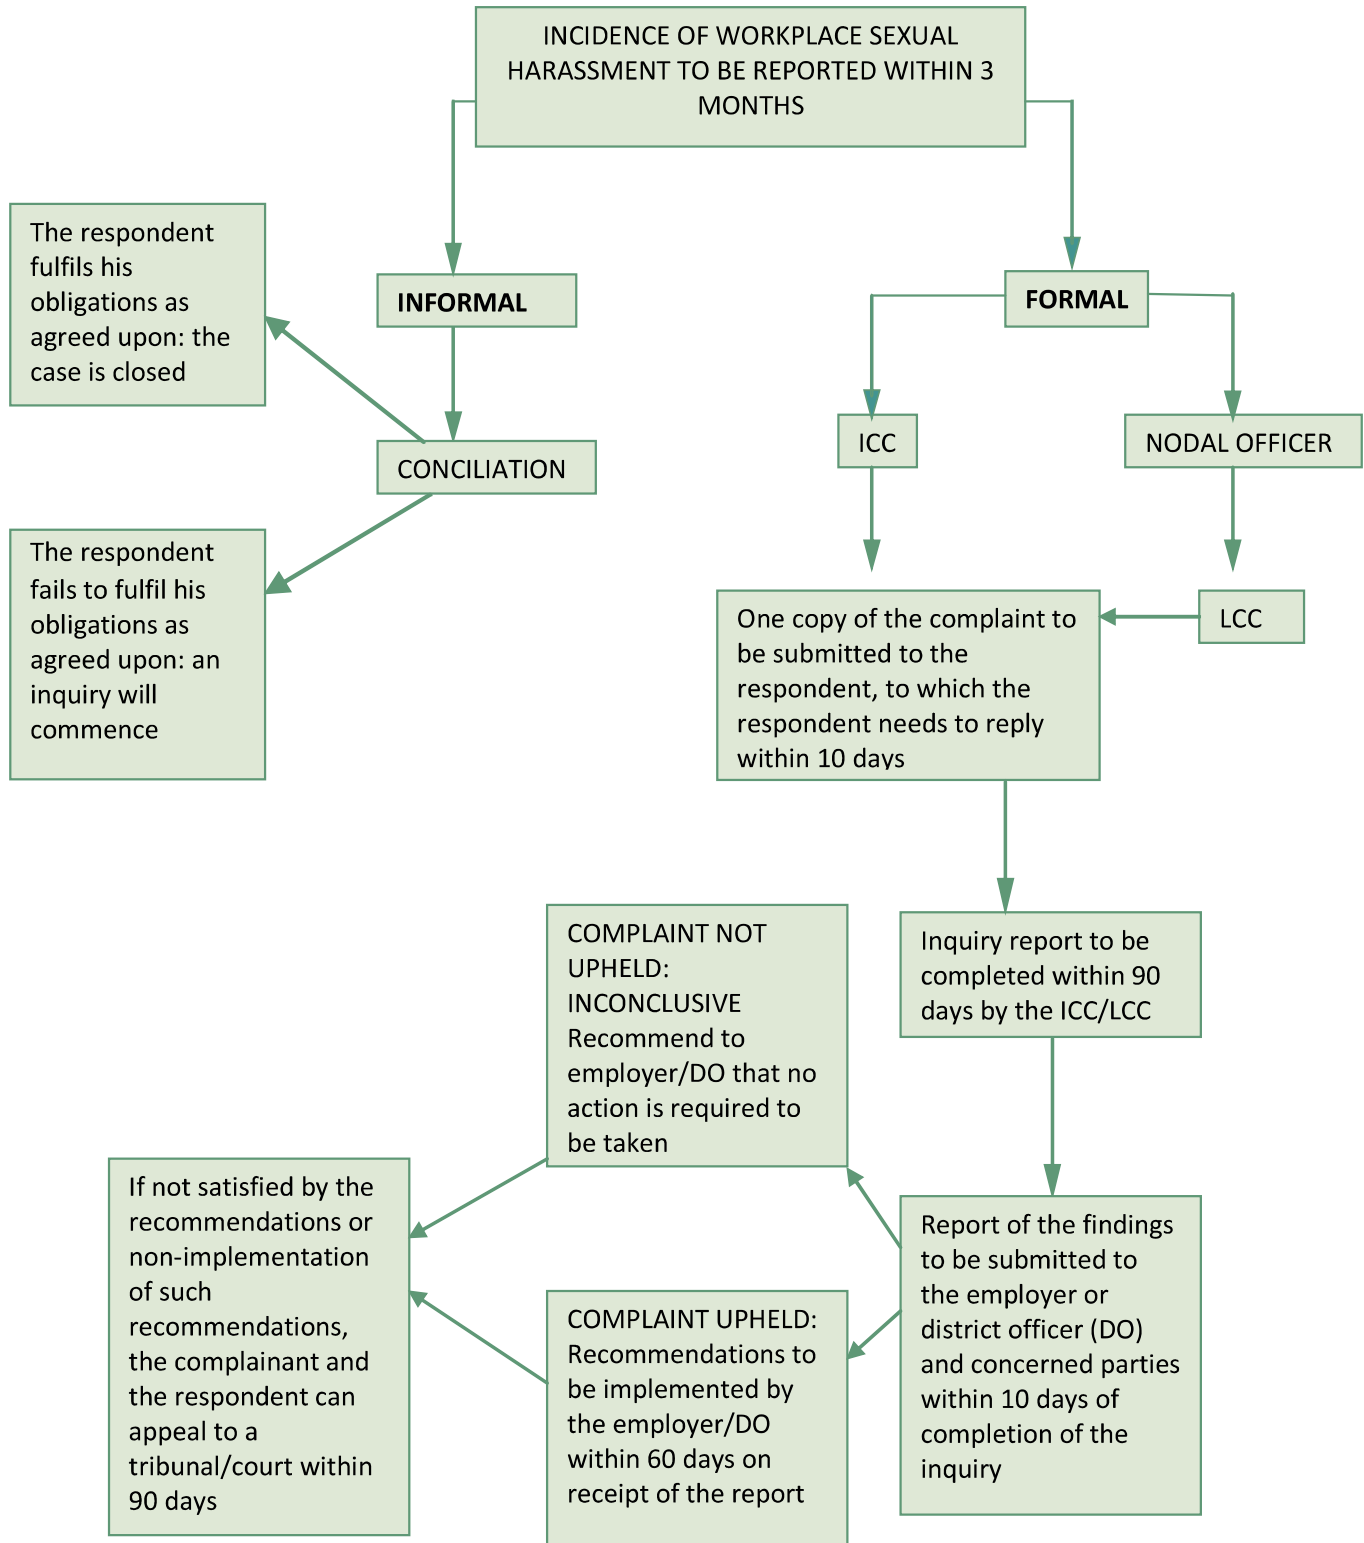 INCIDENCE OF WORKPLACE SEXUAL
HARASSMENT TO BE REPORTED WITHIN 3
MONTHS
The respondent
fulfils his
obligations as
agreed upon: the
case is closed
INFORMAL
FORMAL
ICC
NODAL OFFICER
CONCILIATION
The respondent
fails to fulfil his
obligations as
agreed upon: an
inquiry will
commence
One copy of the complaint to
be submitted to the
respondent, to which the
respondent needs to reply
within 10 days
LCC
COMPLAINT NOT
UPHELD:
INCONCLUSIVE
Recommend to
employer/DO that no
action is required to
be taken
Inquiry report to be
completed within 90
days by the ICC/LCC
If not satisfied by the
recommendations or
non-implementation
of such
recommendations,
the complainant and
the respondent can
appeal to a
tribunal/court within
90 days
COMPLAINT UPHELD:
Recommendations to
be implemented by
the employer/DO
within 60 days on
receipt of the report
Report of the findings
to be submitted to
the employer or
district officer (DO)
and concerned parties
within 10 days of
completion of the
inquiry